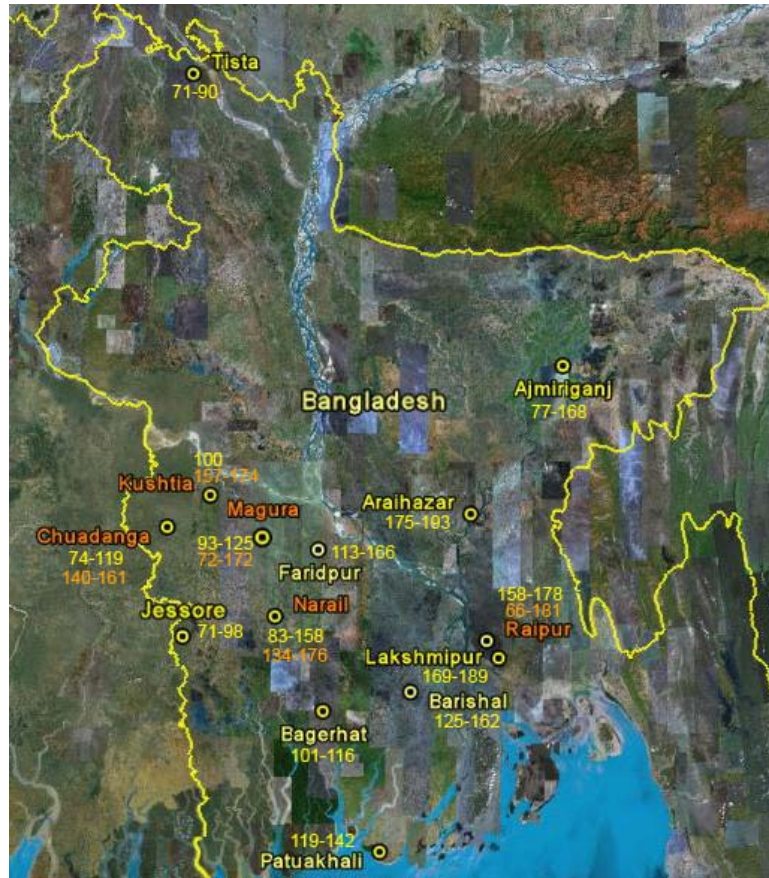 Tista
71-90
Bangladesh
Ajmiriganj
77-168
100
157-174
Kushtia
Magura
93-125
72-172
Chuadanga
74-119
140-161
Araihazar
175-193
113-166
Faridpur
Narail
83-158
134-176
Jessore
71-98
158-178
66-181
Raipur
Lakshmipur
169-189
Barishal
125-162
Bagerhat
101-116
119-142
Patuakhali